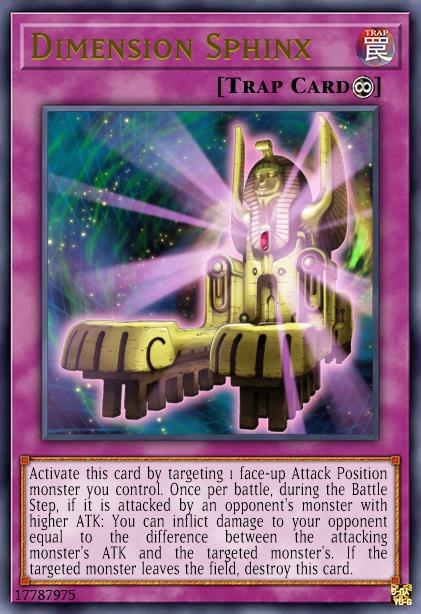 DIMENSION SPHINX
TRAP
罠
[TRAP CARD♾]
Activate this card by targeting 1 face-up Attack Position
monster you control. Once per battle, during the Battle
Step, if it is attacked by an opponent's monster with
higher ATK: You can inflict damage to your opponent
equal to the difference between the attacking
monster's ATK and the targeted monster's. If the
targeted monster leaves the field, destroy this card.
17787975